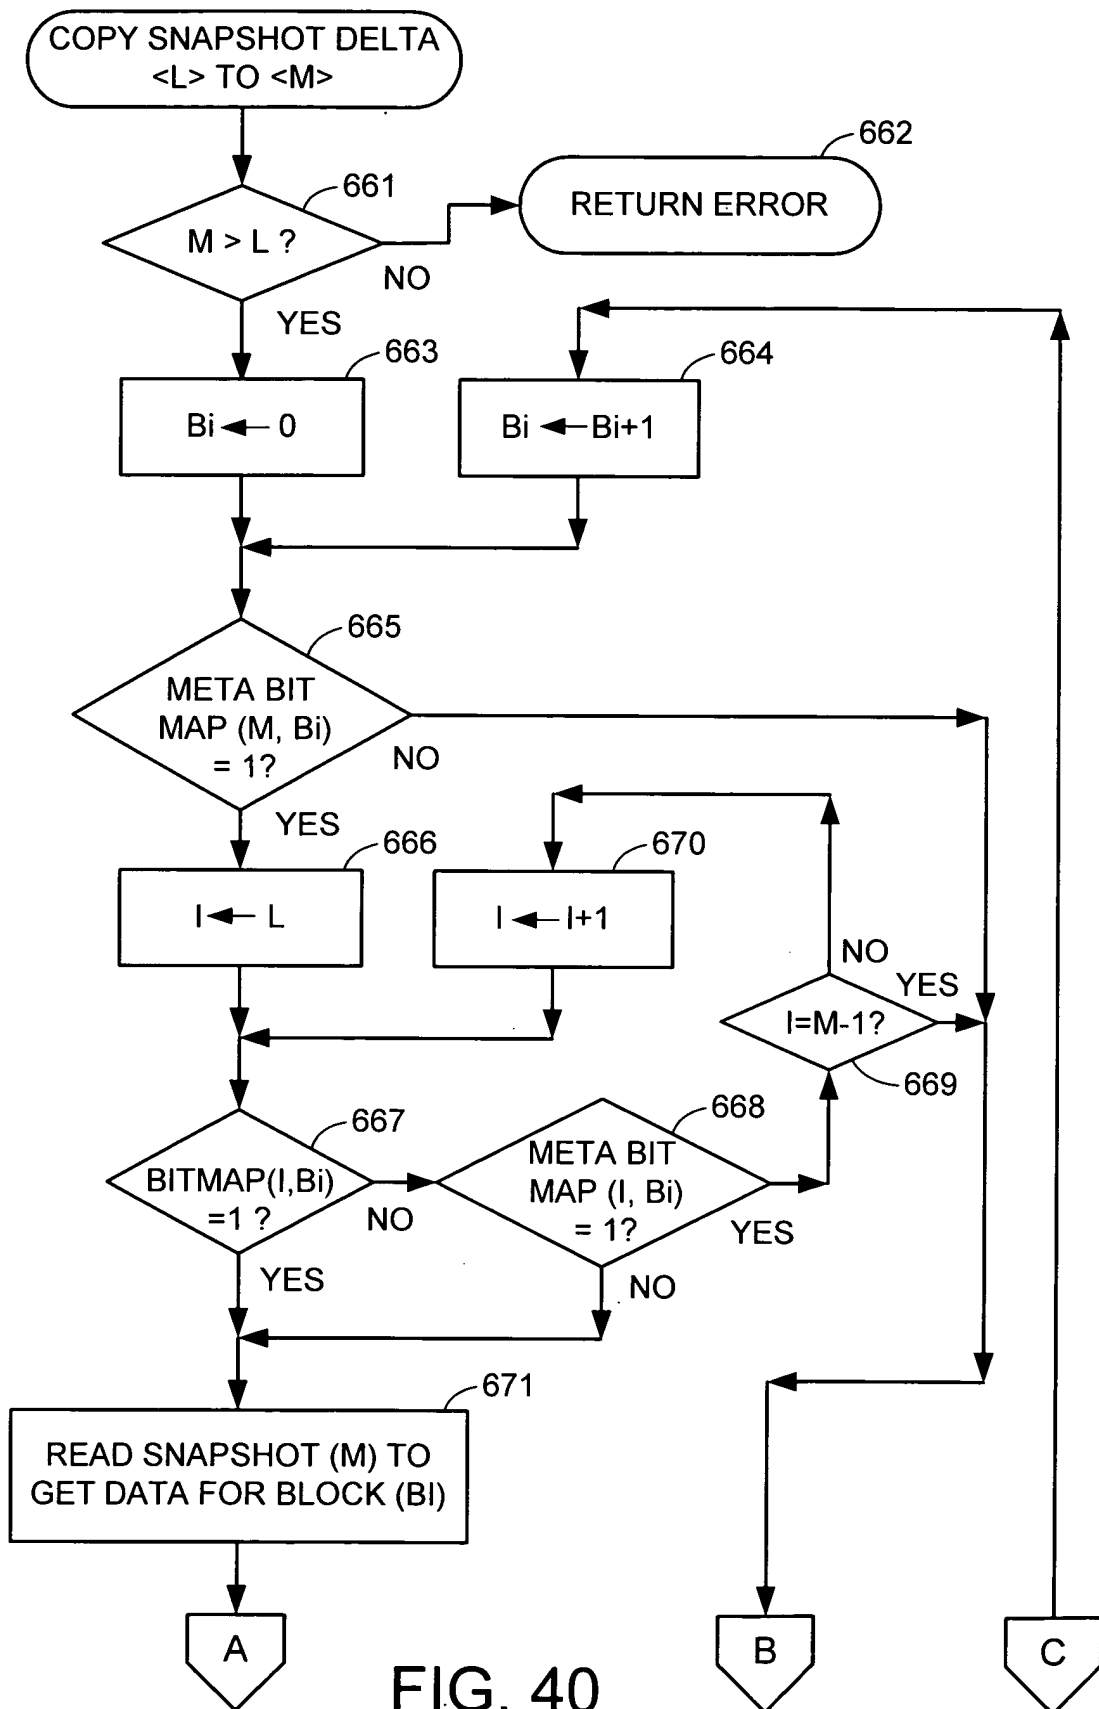 COPY SNAPSHOT DELTA
<L> TO <M>
662
661
RETURN ERROR
M > L ?
NO
YES
663
664
Bi ← 0
Bi ← Bi+1
665
META BIT
MAP (M, Bi)
= 1?
NO
YES
666
670
I ← L
I ← I+1
NO
YES
I=M-1?
669
667
668
BITMAP(I,Bi)
=1 ?
META BIT
MAP (I, Bi)
= 1?
NO
YES
YES
NO
671
READ SNAPSHOT (M) TO
GET DATA FOR BLOCK (BI)
A
B
C
FIG. 40